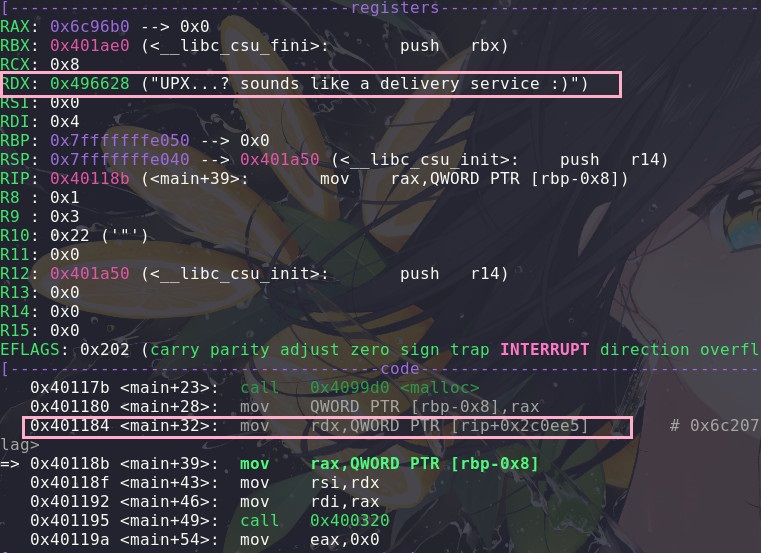 [----------------------------------registers-----------------------------------
RAX: 0x6c96b0 --> 0x0
RBX: 0x401ae0 (<__libc_csu_fini>:       push   rbx)
RCX: 0x8
RDX: 0x496628 ("UPX...? sounds like a delivery service :)")
RSI: 0x0
RDI: 0x4
RBP: 0x7fffffffe050 --> 0x0
RSP: 0x7fffffffe040 --> 0x401a50 (<__libc_csu_init>:    push   r14)
RIP: 0x40118b (<main+39>:       mov    rax,QWORD PTR [rbp-0x8])
R8 : 0x1
R9 : 0x3
R10: 0x22 ('"')
R11: 0x0
R12: 0x401a50 (<__libc_csu_init>:       push   r14)
R13: 0x0
R14: 0x0
R15: 0x0
EFLAGS: 0x202 (carry parity adjust zero sign trap INTERRUPT direction overfl
[-------------------------------------code-------------------------------------
   0x40117b <main+23>:  call   0x4099d0 <malloc>
   0x401180 <main+28>:  mov    QWORD PTR [rbp-0x8],rax
   0x401184 <main+32>:  mov    rdx,QWORD PTR [rip+0x2c0ee5]        # 0x6c207
lag>
=> 0x40118b <main+39>:  mov    rax,QWORD PTR [rbp-0x8]
   0x40118f <main+43>:  mov    rsi,rdx
   0x401192 <main+46>:  mov    rdi,rax
   0x401195 <main+49>:  call   0x400320
   0x40119a <main+54>:  mov    eax,0x0